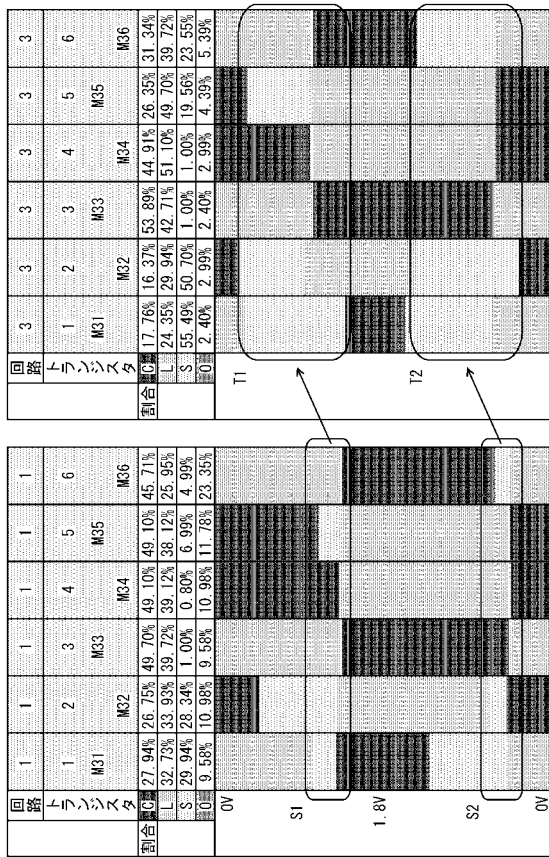 回路 1 1 1 1 1 1
トランジスタ 1 2 3 4 5 6
M31 M32 M33 M34 M35 M36
割合 C 27.94% 26.75% 49.70% 49.10% 49.10% 45.71%
L 32.73% 33.93% 39.72% 39.12% 38.12% 25.95%
S 29.94% 28.34% 1.00% 0.80% 6.99% 4.99%
O 9.58% 10.98% 9.58% 10.98% 11.78% 23.35%
0V
S1
1.8V
S2
0V
回路 3 3 3 3 3 3
トランジスタ 1 2 3 4 5 6
M31 M32 M33 M34 M35 M36
割合 C 17.76% 16.37% 53.89% 44.91% 26.35% 31.34%
L 24.35% 29.94% 42.71% 51.10% 49.70% 39.72%
S 55.49% 50.70% 1.00% 1.00% 19.56% 23.55%
O 2.40% 2.99% 2.40% 2.99% 4.39% 5.39%
T1
T2